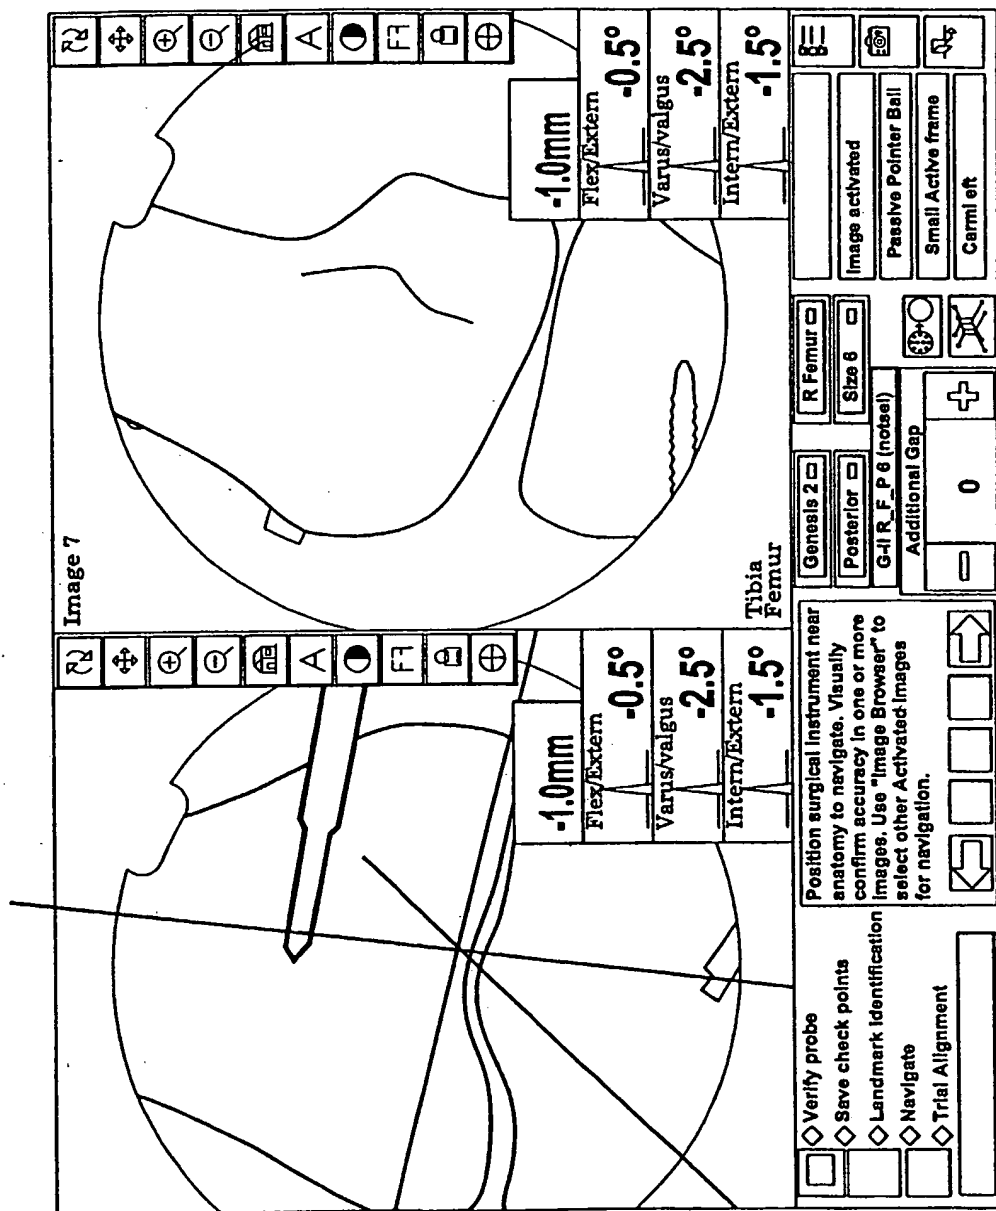 -1.0mm
Flex/Extern
-0.5°
Varus/valgus
-2.5°
Intern/Extern
-1.5°
Image 7
Tibia
Femur
-1.0mm
Flex/Extern
-0.5°
Varus/valgus
-2.5°
Intern/Extern
-1.5°
Verify probe
Save check points
Landmark Identification
Navigate
Trial Alignment
Position surgical instrument near
anatomy to navigate. Visually
confirm accuracy in one or more
images. Use "Image Browser" to
select other Activated Images
for navigation.
Genesis 2
R Femur
Posterior
Size 6
G-II R_F_P 6 (notsel)
Additional Gap
0
Image activated
Passive Pointer Ball
Small Active frame
Carml eft